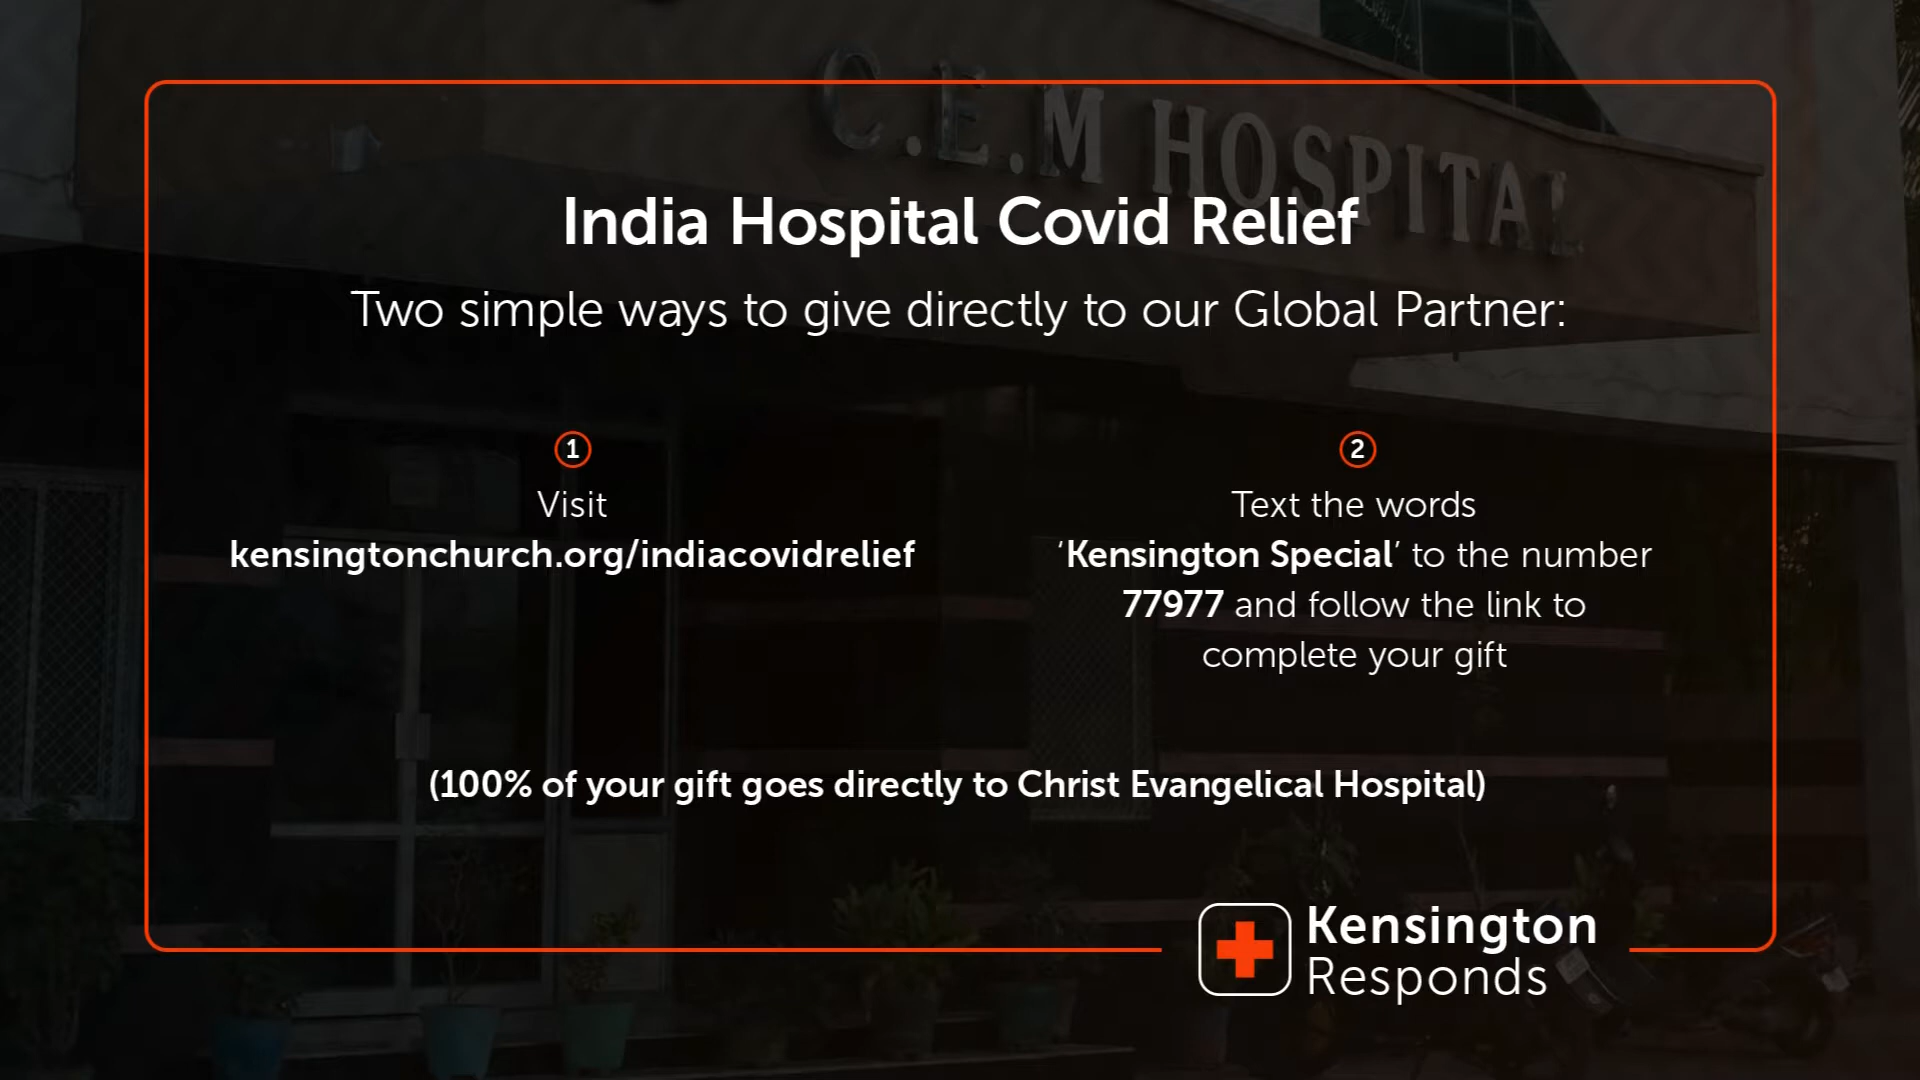 C.E.M HOSPITAL
India Hospital Covid Relief
Two simple ways to give directly to our Global Partner:
1
Visit
kensingtonchurch.org/indiacovidrelief
2
Text the words
‘Kensington Special’ to the number
77977 and follow the link to
complete your gift
(100% of your gift goes directly to Christ Evangelical Hospital)
Kensington
Responds